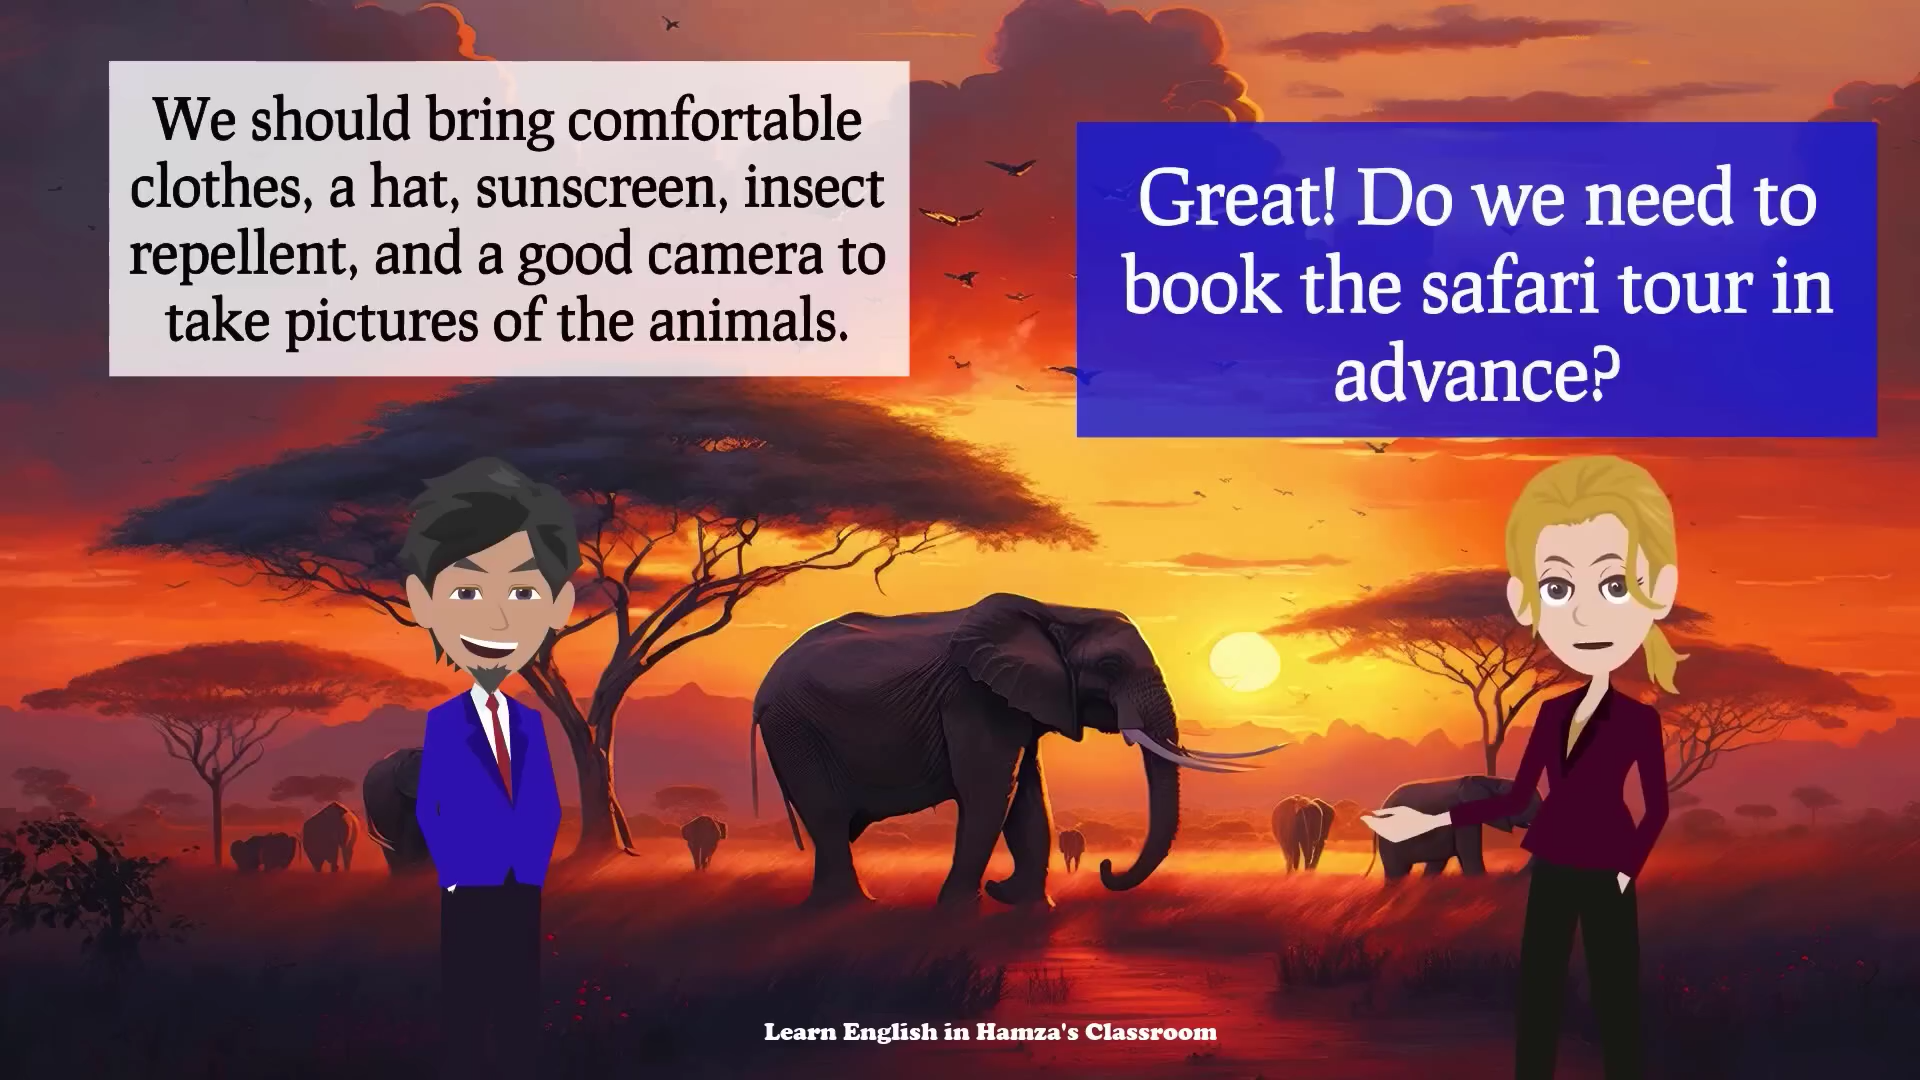 We should bring comfortable
clothes, a hat, sunscreen, insect
repellent, and a good camera to
take pictures of the animals.
Great! Do we need to
book the safari tour in
advance?
Learn English in Hamza's Classroom